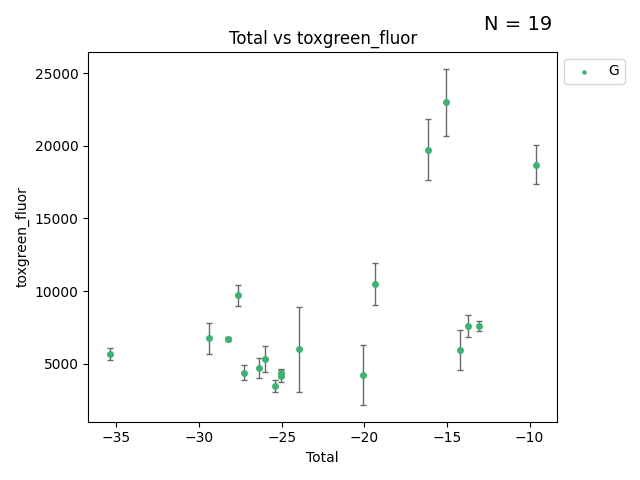 N = 19
Total vs toxgreen_fluor
G
25000
20000
15000
10000
5000
toxgreen_fluor
−35
−30
−25
−20
−15
−10
Total